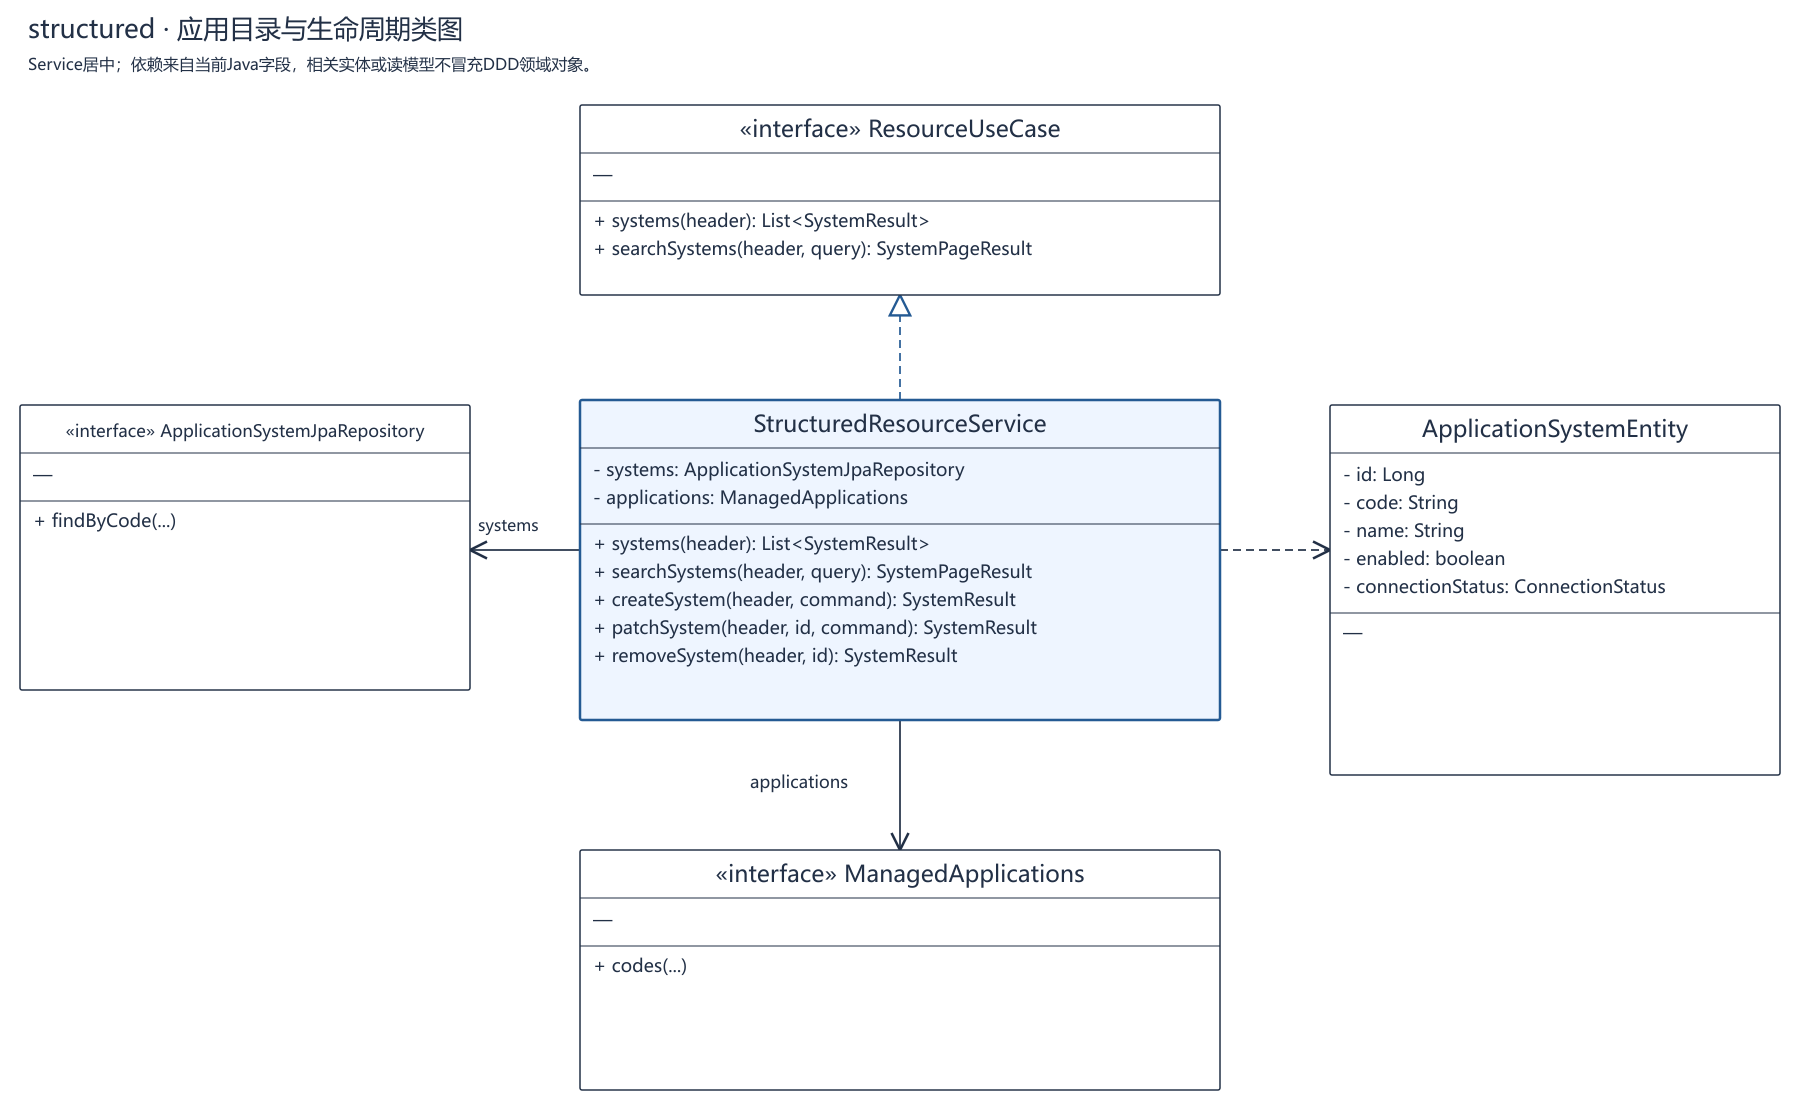 structured · 应用目录与生命周期类图
Service居中；依赖来自当前Java字段，相关实体或读模型不冒充DDD领域对象。
«interface» ResourceUseCase
—
+ systems(header): List<SystemResult>
+ searchSystems(header, query): SystemPageResult
«interface» ApplicationSystemJpaRepository
—
+ findByCode(...)
systems
StructuredResourceService
- systems: ApplicationSystemJpaRepository
- applications: ManagedApplications
+ systems(header): List<SystemResult>
+ searchSystems(header, query): SystemPageResult
+ createSystem(header, command): SystemResult
+ patchSystem(header, id, command): SystemResult
+ removeSystem(header, id): SystemResult
ApplicationSystemEntity
- id: Long
- code: String
- name: String
- enabled: boolean
- connectionStatus: ConnectionStatus
—
applications
«interface» ManagedApplications
—
+ codes(...)